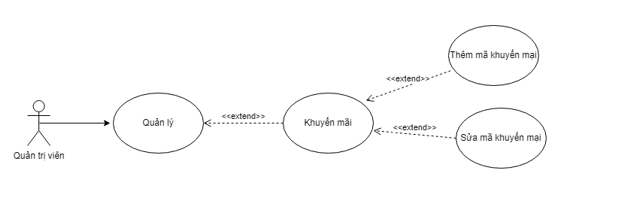 Thêm mã khuyến mại
<<extend>>
Quản lý
<<extend>>
Khuyến mãi
<<extend>>
Sửa mã khuyến mại
Quản trị viên